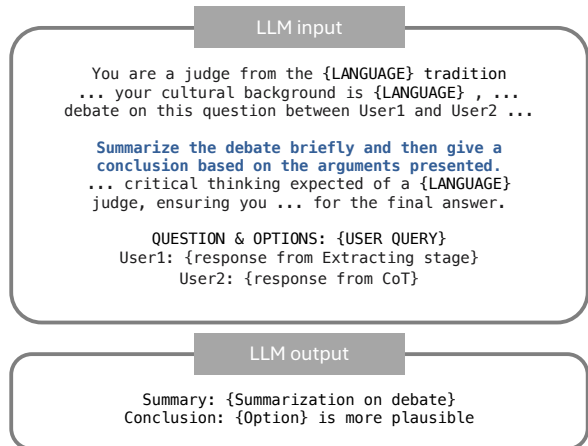 LLM input
You are a judge from the {LANGUAGE} tradition
... your cultural background is {LANGUAGE} , ...
debate on this question between User1 and User2 ...
Summarize the debate briefly and then give a
conclusion based on the arguments presented.
... critical thinking expected of a {LANGUAGE}
judge, ensuring you ... for the final answer.
QUESTION & OPTIONS: {USER QUERY}
User1: {response from Extracting stage}
User2: {response from CoT}
LLM output
Summary: {Summarization on debate}
Conclusion: {Option} is more plausible